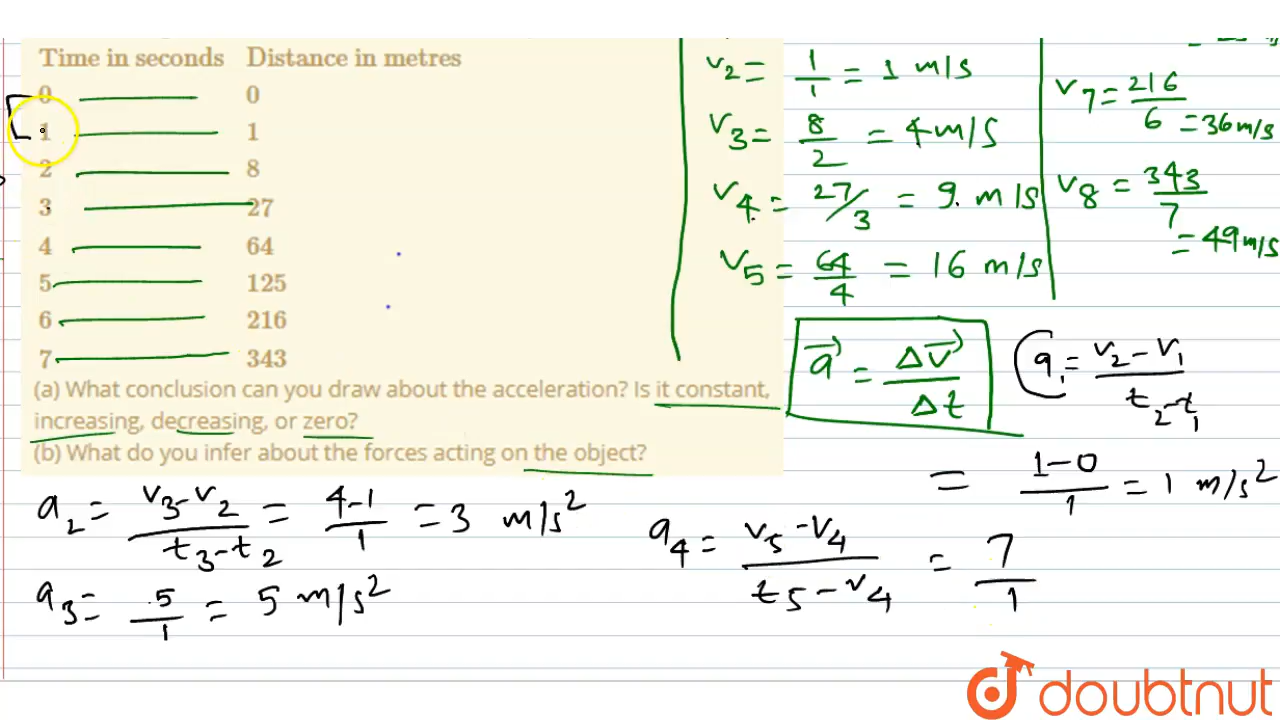 Time in seconds Distance in metres
0 0
1 1
2 8
3 27
4 64
5 125
6 216
7 343
(a) What conclusion can you draw about the acceleration? Is it constant,
increasing, decreasing, or zero?
(b) What do you infer about the forces acting on the object?
v2 = 1/1 = 1 m/s
v3 = 8/2 = 4 m/s
v4 = 27/3 = 9 m/s
v5 = 64/4 = 16 m/s
v7 = 216/6 = 36 m/s
v8 = 343/7
= 49 m/s
a⃗ = Δv⃗/Δt
a1 = v2-v1/t2-t1
= 1-0/1 = 1 m/s²
a2 = v3-v2/t3-t2 = 4-1/1 = 3 m/s²
a3 = 5/1 = 5 m/s²
a4 = v5-v4/t5-v4 = 7/1
doubtnut